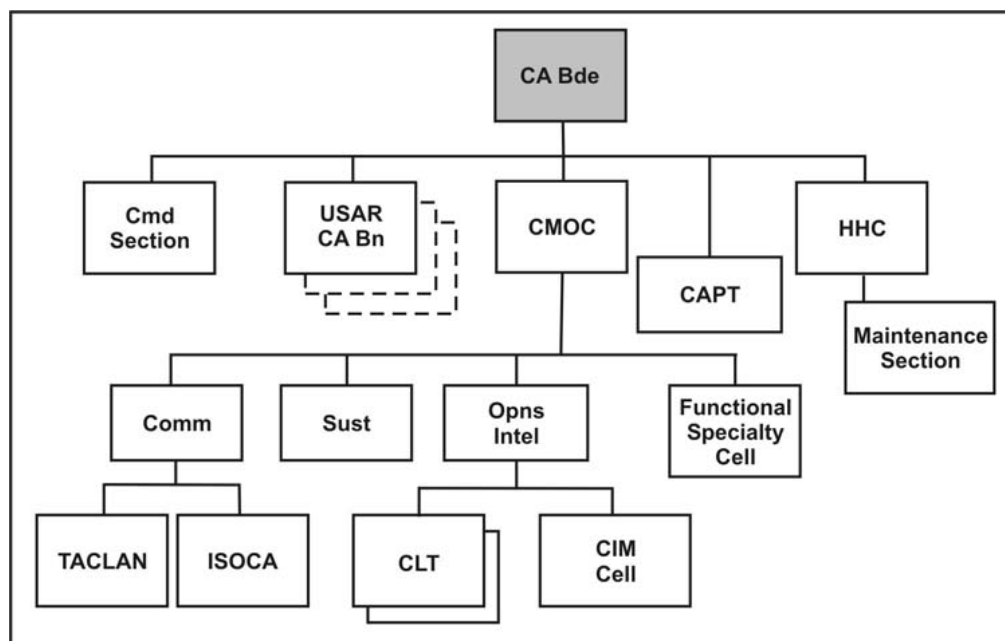 CA Bde
Cmd
Section
USAR
CA Bn
CMOC
CAPT
HHC
Maintenance
Section
Comm
Sust
Opns
Intel
Functional
Specialty
Cell
TACLAN
ISOCA
CLT
CIM
Cell